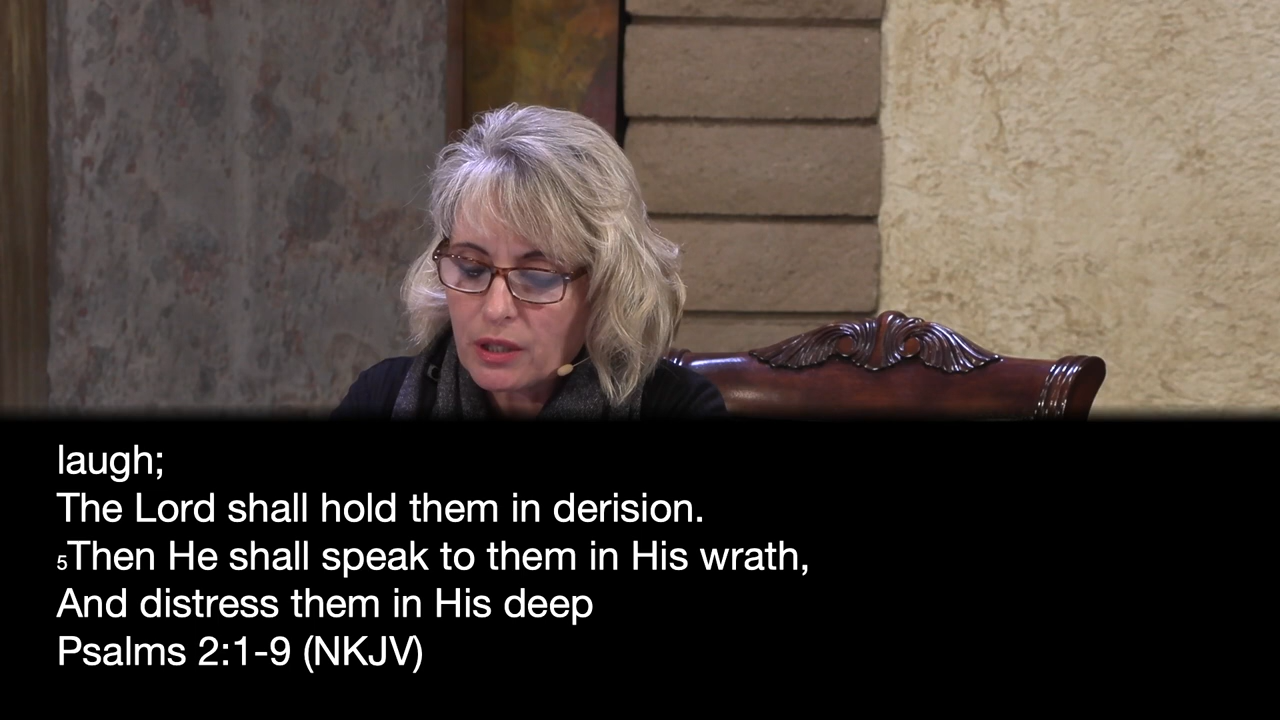 laugh;
The Lord shall hold them in derision.
5Then He shall speak to them in His wrath,
And distress them in His deep
Psalms 2:1-9 (NKJV)